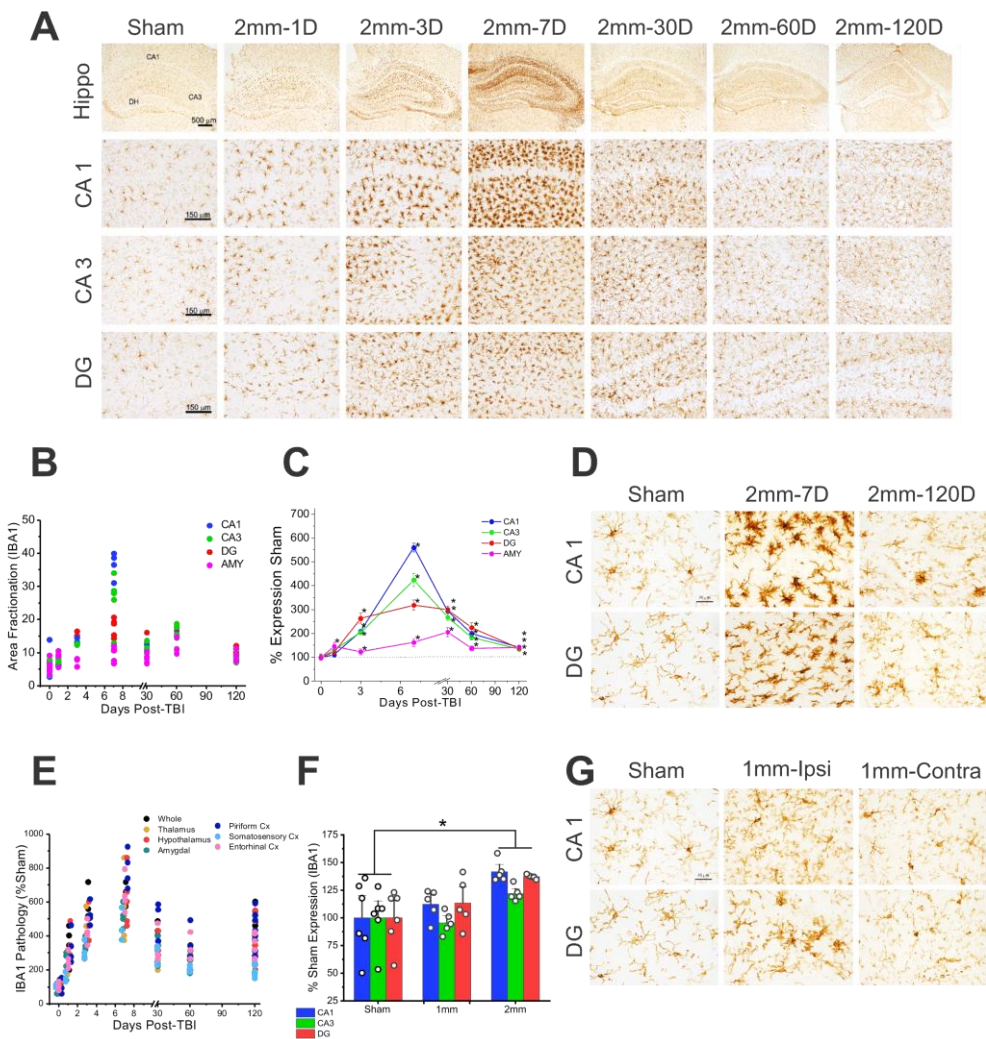 A
Sham 2mm-1D 2mm-3D 2mm-7D 2mm-30D 2mm-60D 2mm-120D
Hippo
CA1
DH
CA3
500 µm
CA 1
150 µm
CA 3
150 µm
DG
150 µm
B
Area Fractionation (IBA1)
50
40
30
20
10
0
0 2 4 6 8 30 60 90 120
Days Post-TBI
CA1
CA3
DG
AMY
C
% Expression Sham
700
600
500
400
300
200
100
0
0 3 6 30 60 90 120
Days Post-TBI
CA1
CA3
DG
AMY
* * * * * * * * * * * * * * * * * * *
D
Sham 2mm-7D 2mm-120D
CA 1
DG
E
IBA1 Pathology (%Sham)
1000
800
600
400
200
0
0 2 4 6 8 30 60 90 120
Days Post-TBI
Whole
Thalamus
Hypothalamus
Amygdal
Piriform Cx
Somatosensory Cx
Entorhinal Cx
F
% Sham Expression (IBA1)
200
175
150
125
100
75
50
25
*
Sham 1mm 2mm
CA1
CA3
DG
G
Sham 1mm-Ipsi 1mm-Contra
CA1
DG